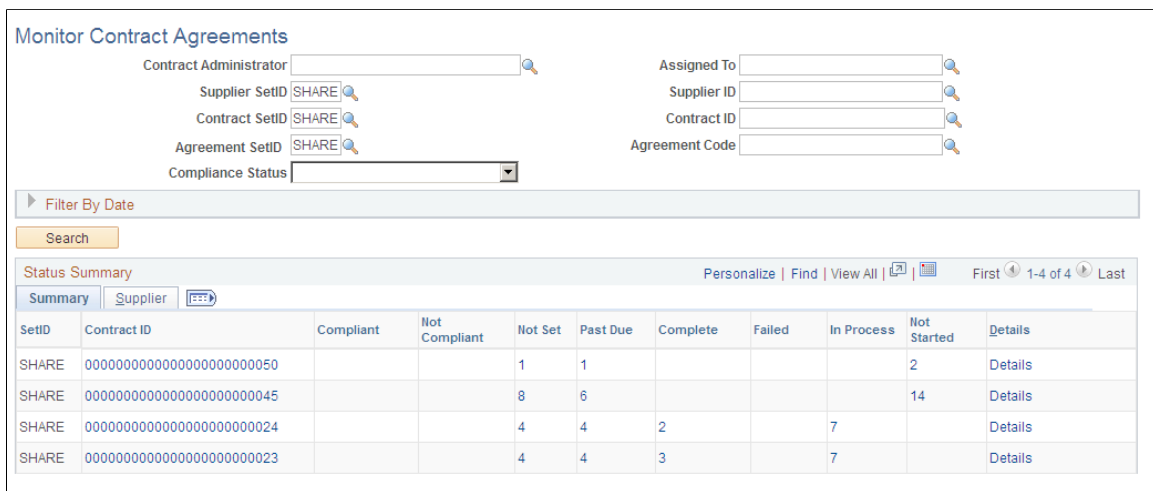 Monitor Contract Agreements
Contract Administrator Assigned To
Supplier SetID SHARE Supplier ID
Contract SetID SHARE Contract ID
Agreement SetID SHARE Agreement Code
Compliance Status
Filter By Date
Search
Status Summary Personalize | Find | View All | | First 1-4 of 4 Last
Summary Supplier
SetID Contract ID Compliant Not Compliant Not Set Past Due Complete Failed In Process Not Started Details
SHARE 0000000000000000000000050 1 1 2 Details
SHARE 0000000000000000000000045 8 6 14 Details
SHARE 0000000000000000000000024 4 4 2 7 Details
SHARE 0000000000000000000000023 4 4 3 7 Details